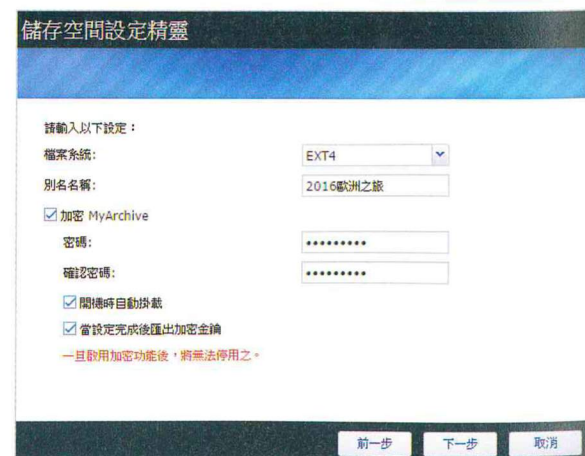 儲存空間設定精靈
請輸入以下設定：
檔案系統: EXT4
別名名稱: 2016歐洲之旅
加密 MyArchive
密碼: •••••••••
確認密碼: •••••••••
開機時自動掛載
當設定完成後匯出加密金鑰
一旦啟用加密功能後，將無法停用之。
前一步 下一步 取消